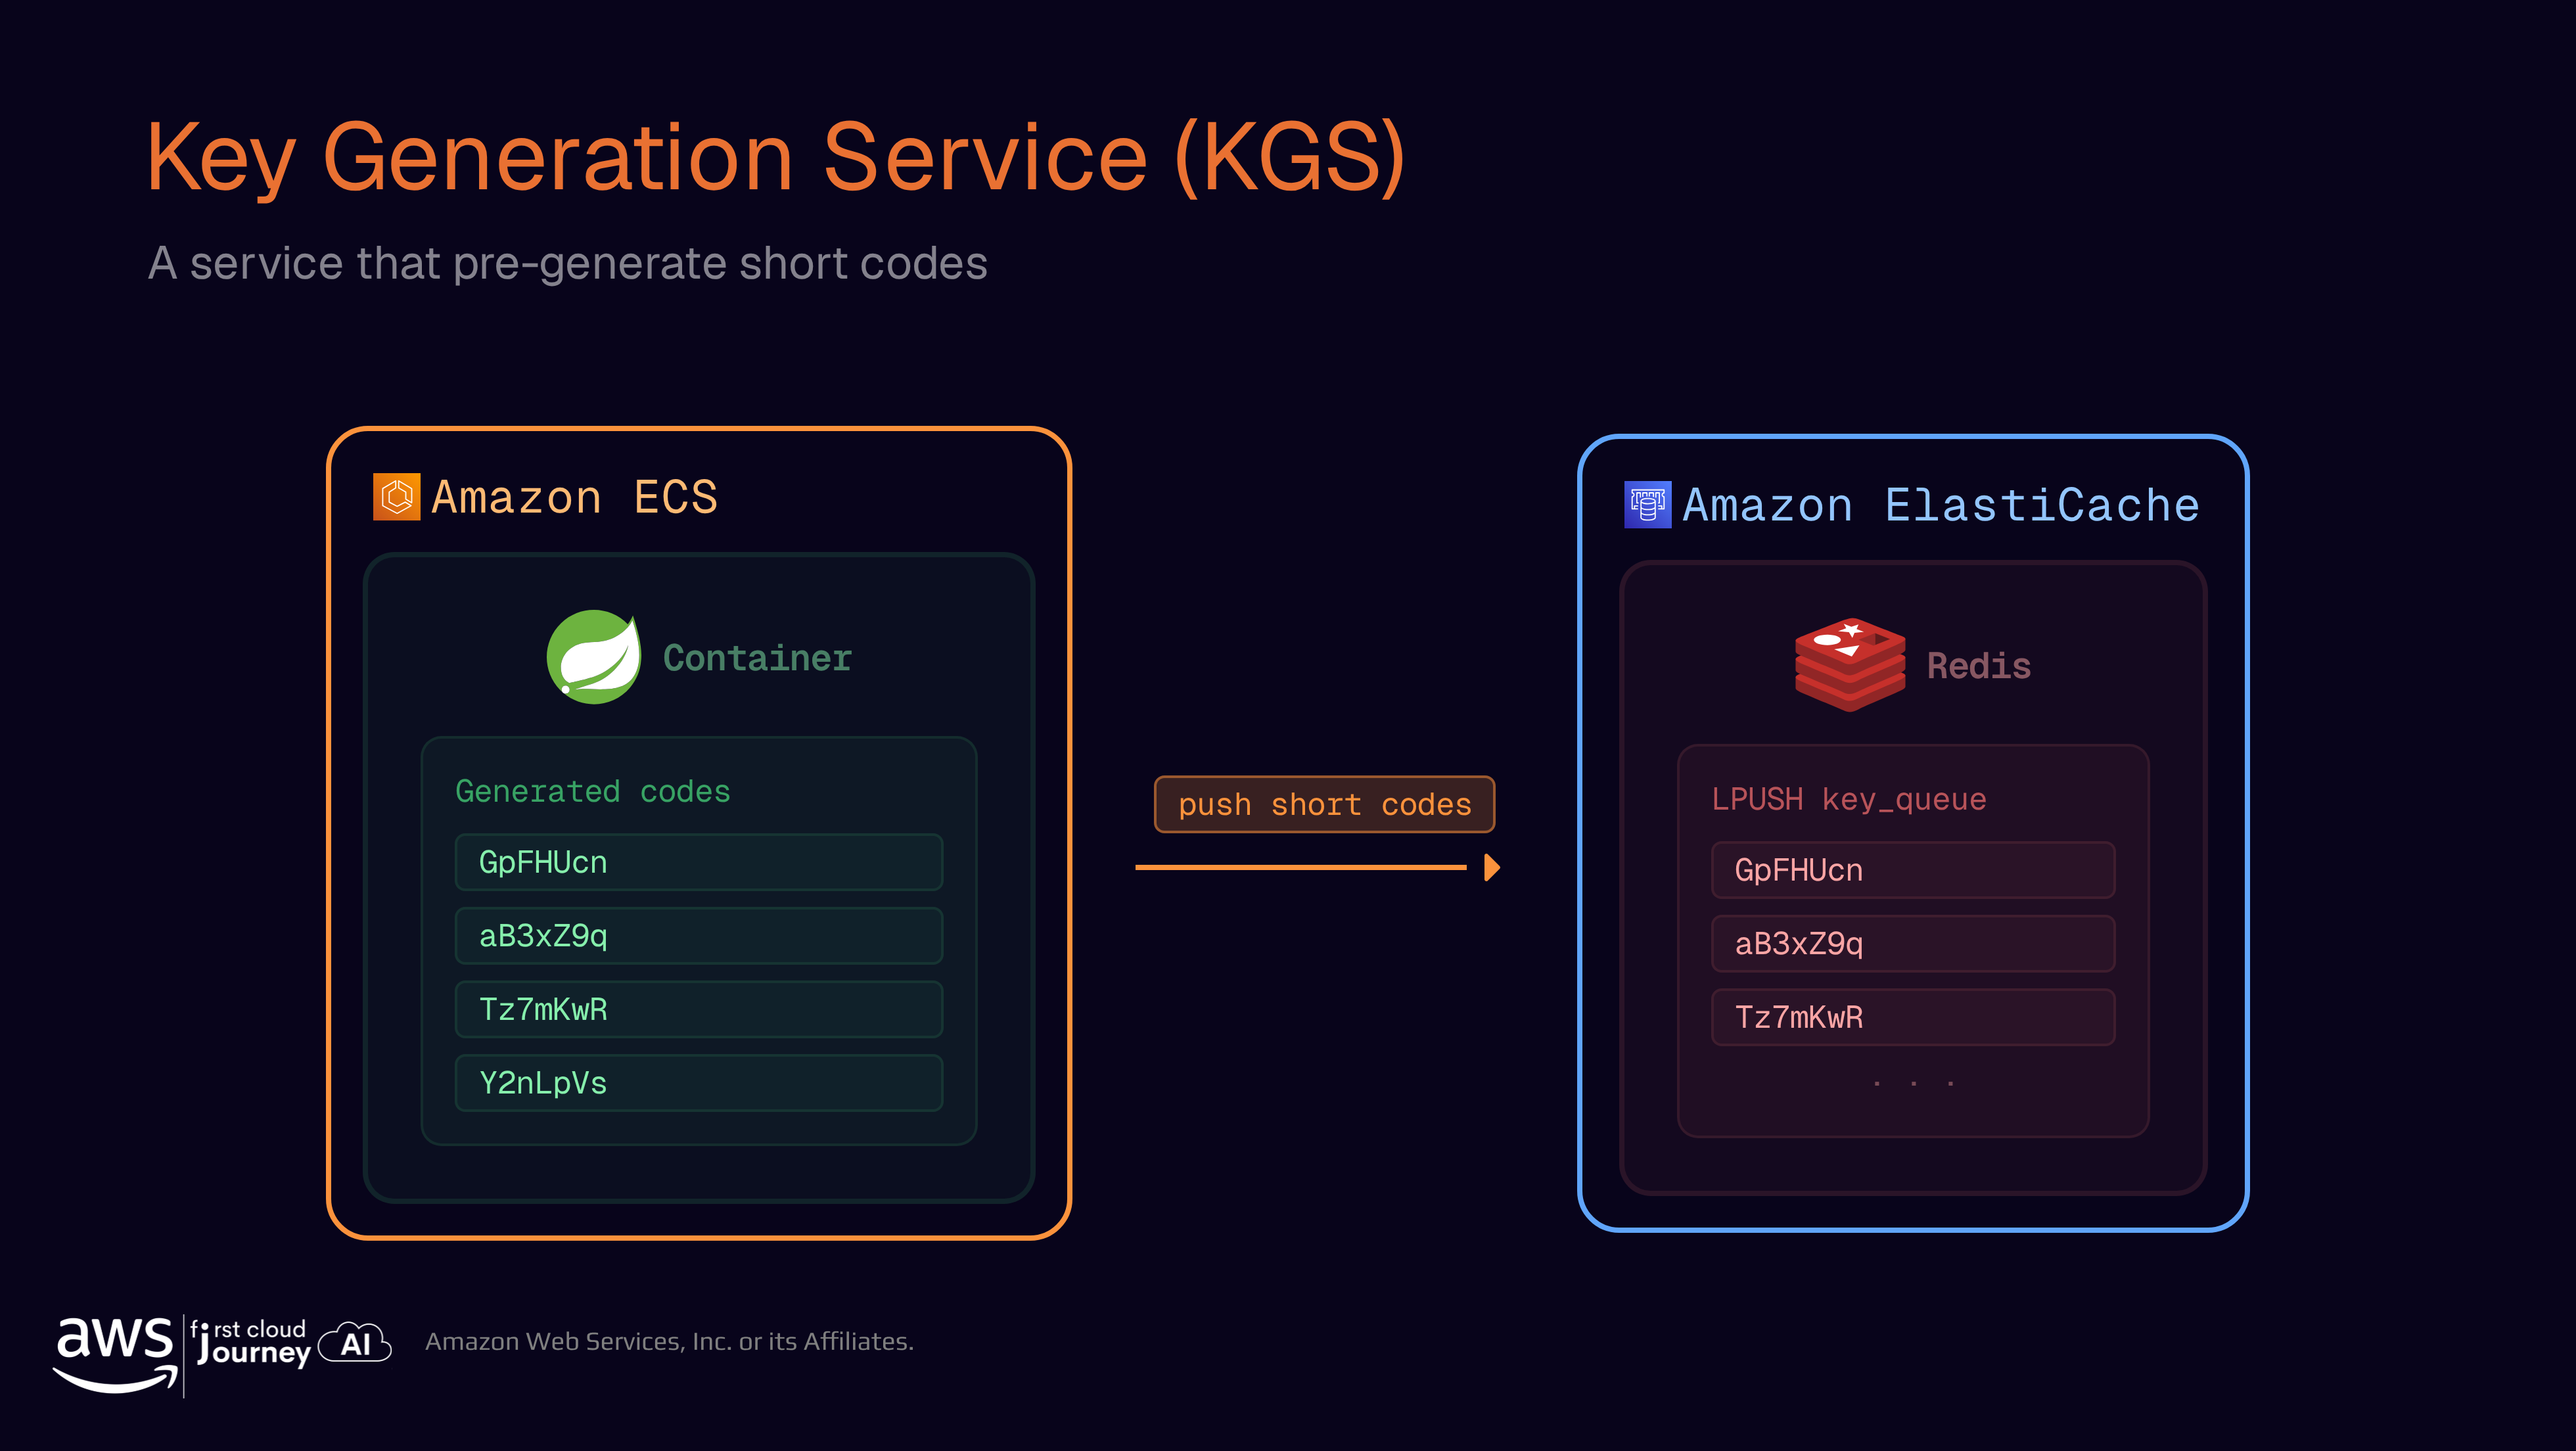 Key Generation Service (KGS)
A service that pre-generate short codes
Amazon ECS
Container
Generated codes
GpFHUcn
aB3xZ9q
Tz7mKwR
Y2nLpVs
push short codes
Amazon ElastiCache
Redis
LPUSH key_queue
GpFHUcn
aB3xZ9q
Tz7mKwR
. . .
aws
first cloud
journey
AI
Amazon Web Services, Inc. or its Affiliates.